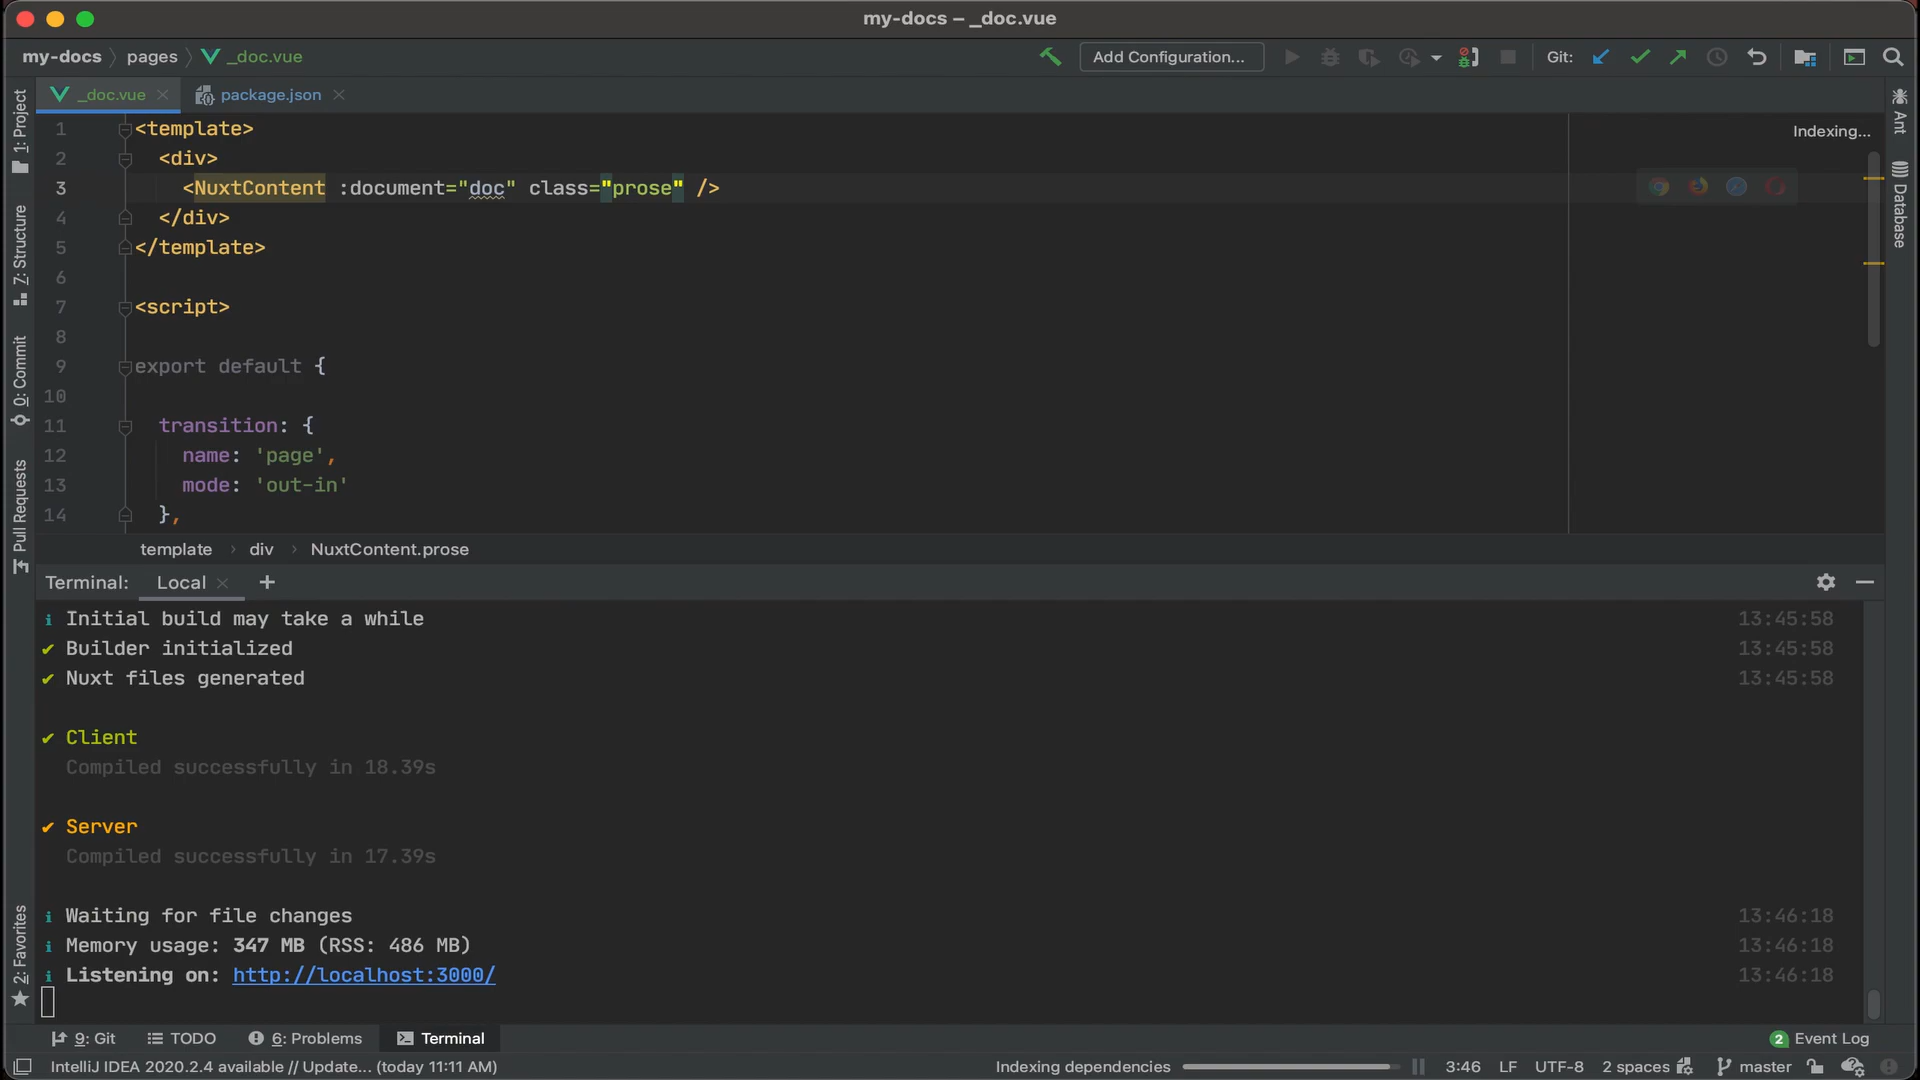 my-docs – _doc.vue
my-docs pages _doc.vue Add Configuration... Git:
_doc.vue package.json
1: Project
7: Structure
0: Commit
Pull Requests
2: Favorites
Ant
Database
Indexing...
1 <template>
2 <div>
3 <NuxtContent :document="doc" class="prose" />
4 </div>
5 </template>
6
7 <script>
8
9 export default {
10
11 transition: {
12 name: 'page',
13 mode: 'out-in'
14 },
template › div › NuxtContent.prose
Terminal: Local +
i Initial build may take a while 13:45:58
✔ Builder initialized 13:45:58
✔ Nuxt files generated 13:45:58
✔ Client
Compiled successfully in 18.39s
✔ Server
Compiled successfully in 17.39s
i Waiting for file changes 13:46:18
i Memory usage: 347 MB (RSS: 486 MB) 13:46:18
i Listening on: http://localhost:3000/ 13:46:18
9: Git TODO 6: Problems Terminal 2 Event Log
IntelliJ IDEA 2020.2.4 available // Update... (today 11:11 AM) Indexing dependencies 3:46 LF UTF-8 2 spaces master